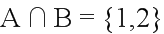 A ∩ B = {1,2}